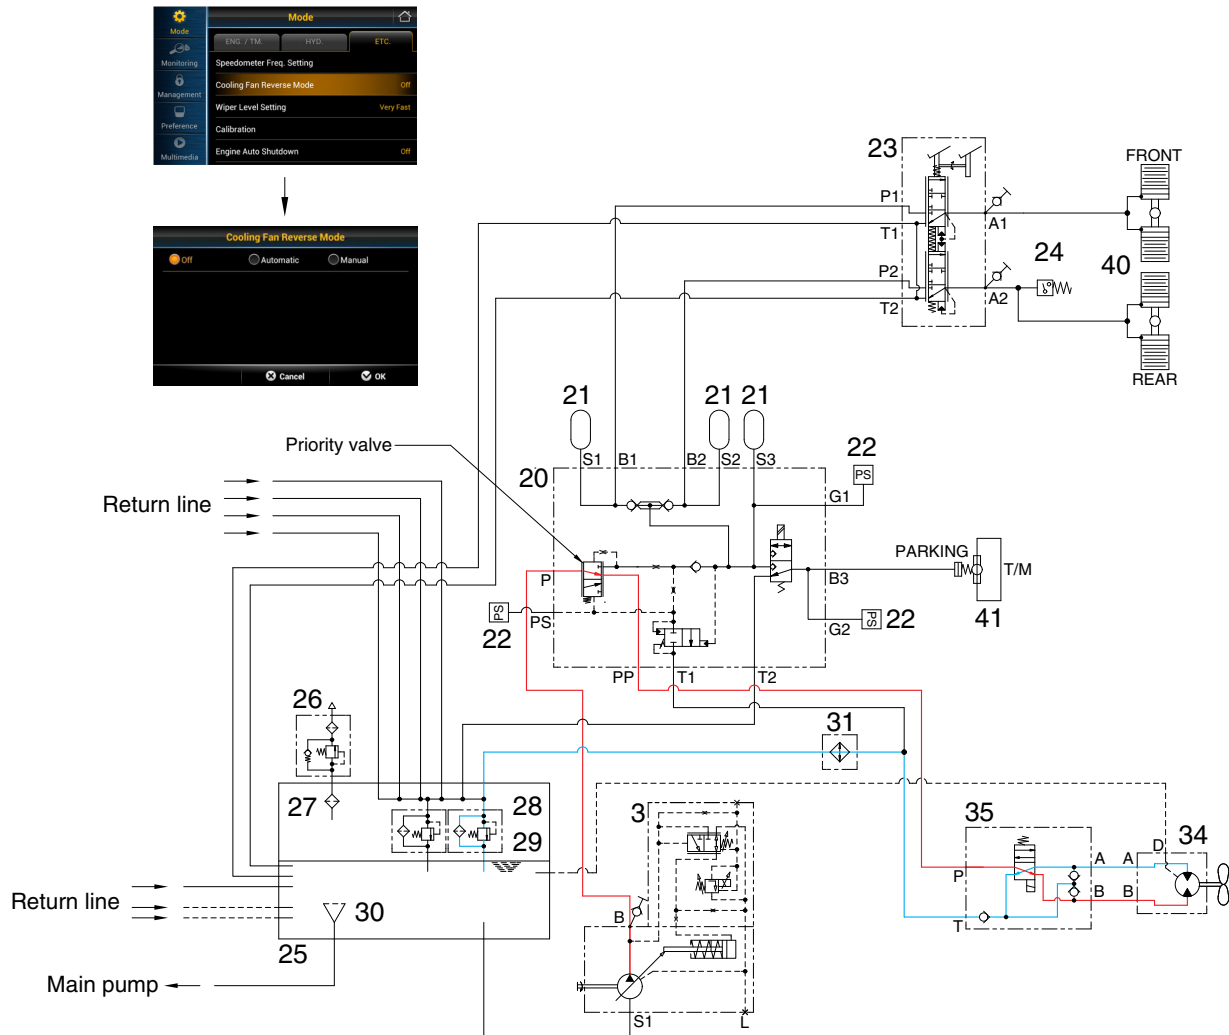 Mode
Mode
ENG. / TM.
HYD.
ETC.
Monitoring
Speedometer Freq. Setting
Cooling Fan Reverse Mode
Off
Management
Wiper Level Setting
Very Fast
Preference
Calibration
Multimedia
Engine Auto Shutdown
Off
Cooling Fan Reverse Mode
Off
Automatic
Manual
Cancel
OK
23
FRONT
P1
T1
A1
24
40
P2
T2
A2
REAR
21
21
21
Priority valve
S1
B1
B2
S2
S3
22
PS
20
G1
Return line
PARKING
T/M
P
B3
PS
PS
22
PS
22
G2
41
PP
T1
T2
26
31
27
28
29
3
35
34
D
P
A
A
B
B
T
Return line
30
B
25
Main pump
S1
L